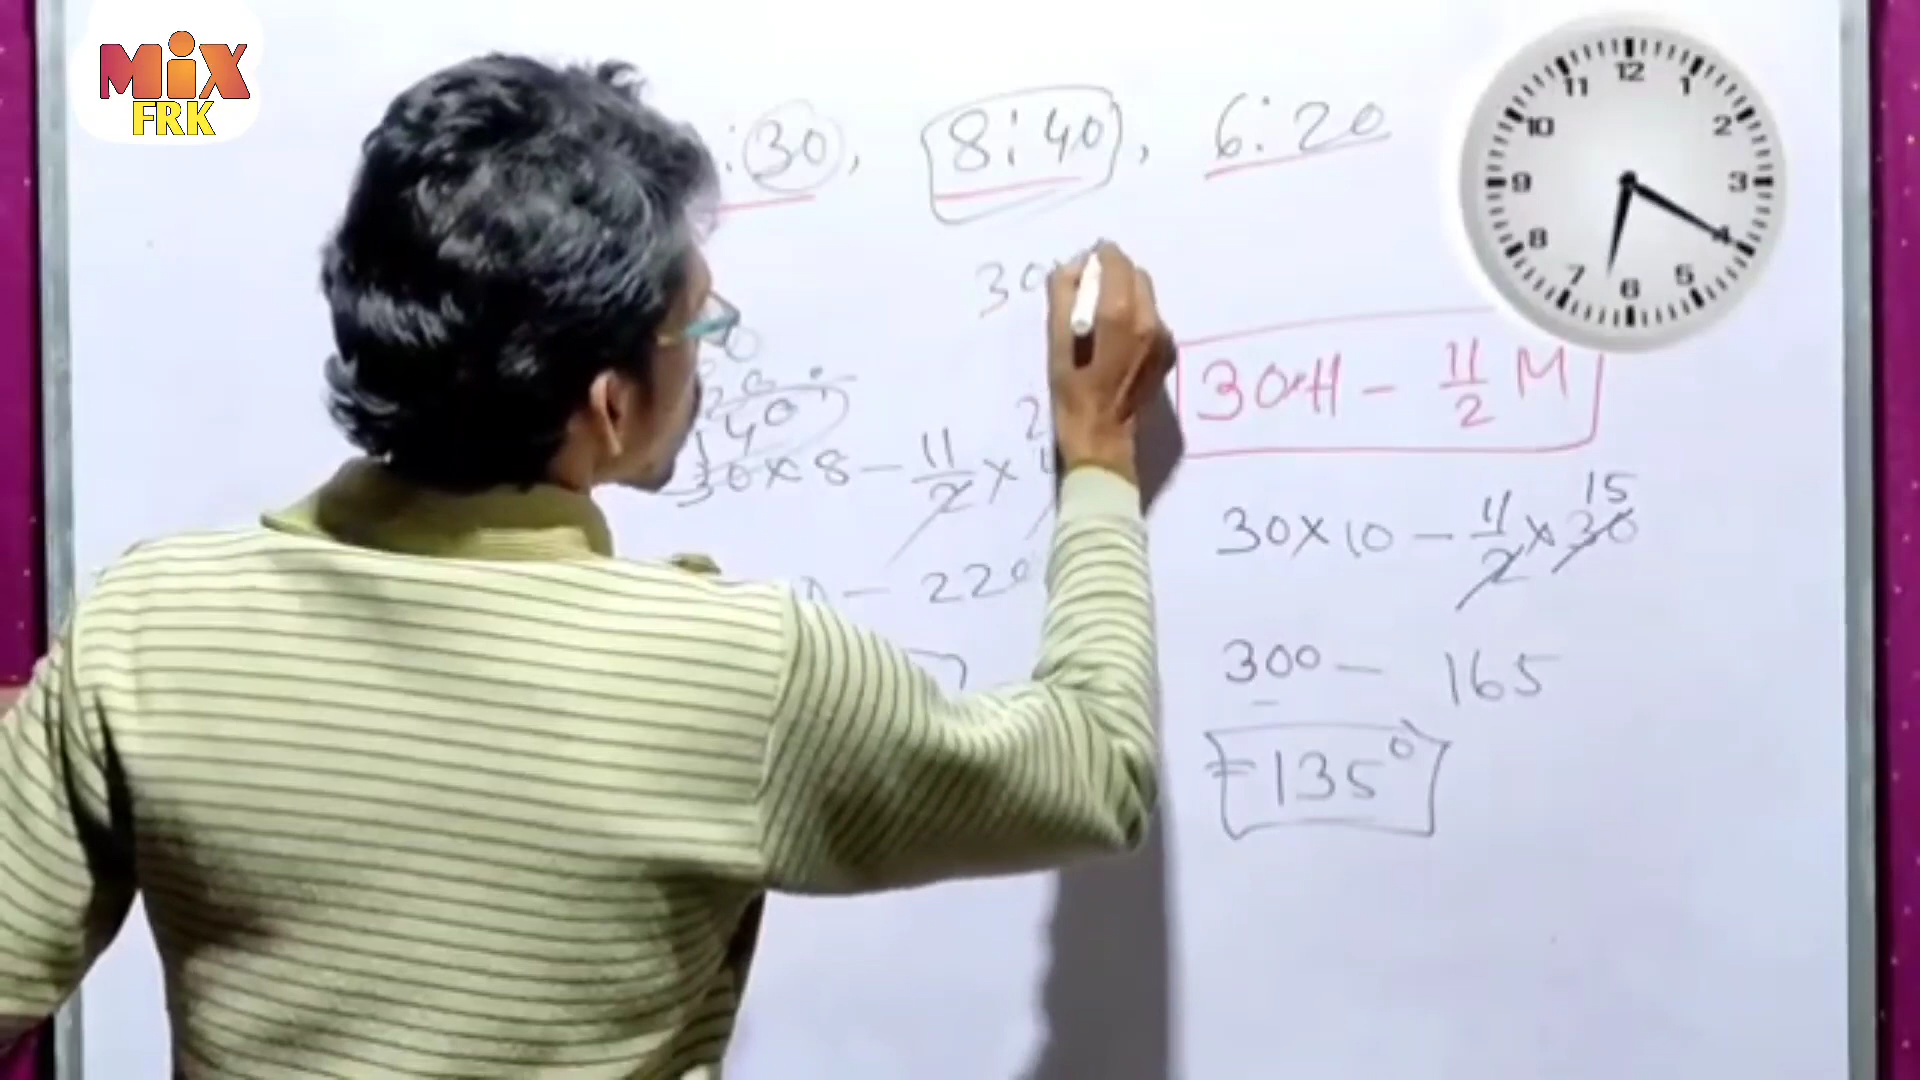 MiX
FRK
:30, 8:40, 6:20
12
1
2
3
4
5
6
7
8
9
10
11
30
30H - 11/2 M
140
30×8 - 11/2 ×
- 220
30×10 - 11/2 × 30
15
300 - 165
=135°